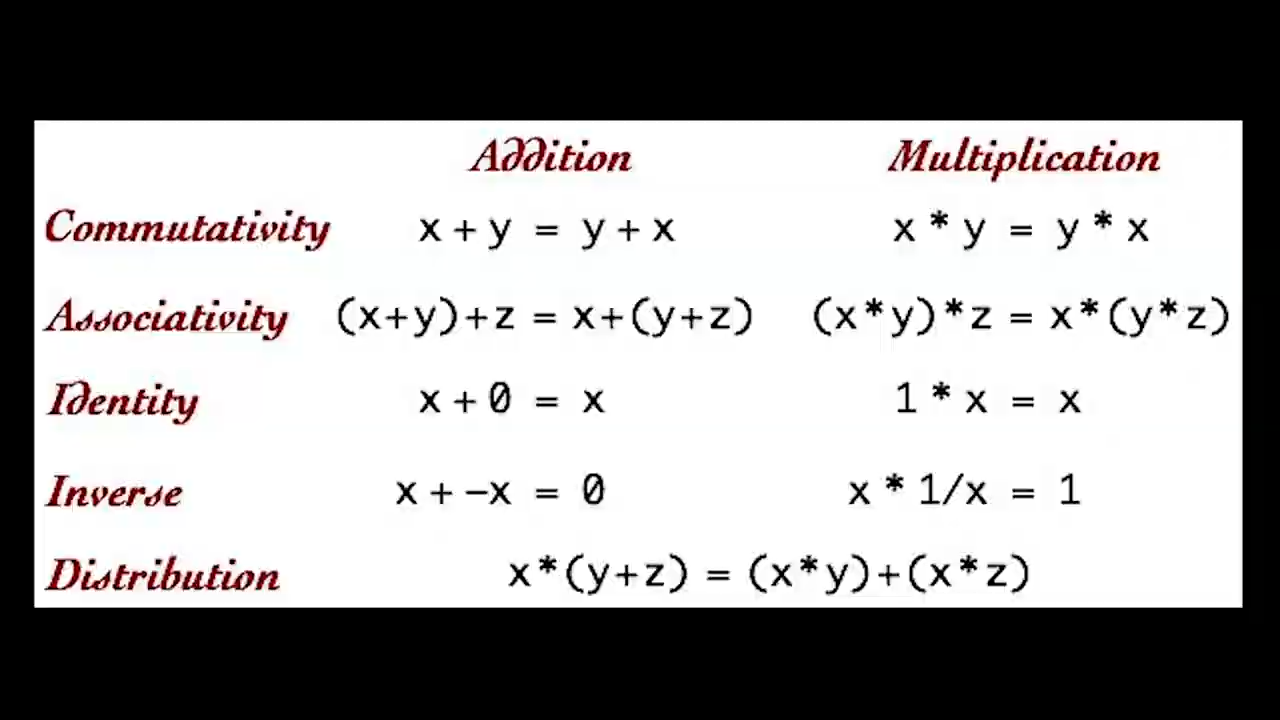 Addition Multiplication
Commutativity x + y = y + x x * y = y * x
Associativity (x+y)+z = x+(y+z) (x*y)*z = x*(y*z)
Identity x + 0 = x 1 * x = x
Inverse x + −x = 0 x * 1/x = 1
Distribution x*(y+z) = (x*y)+(x*z)